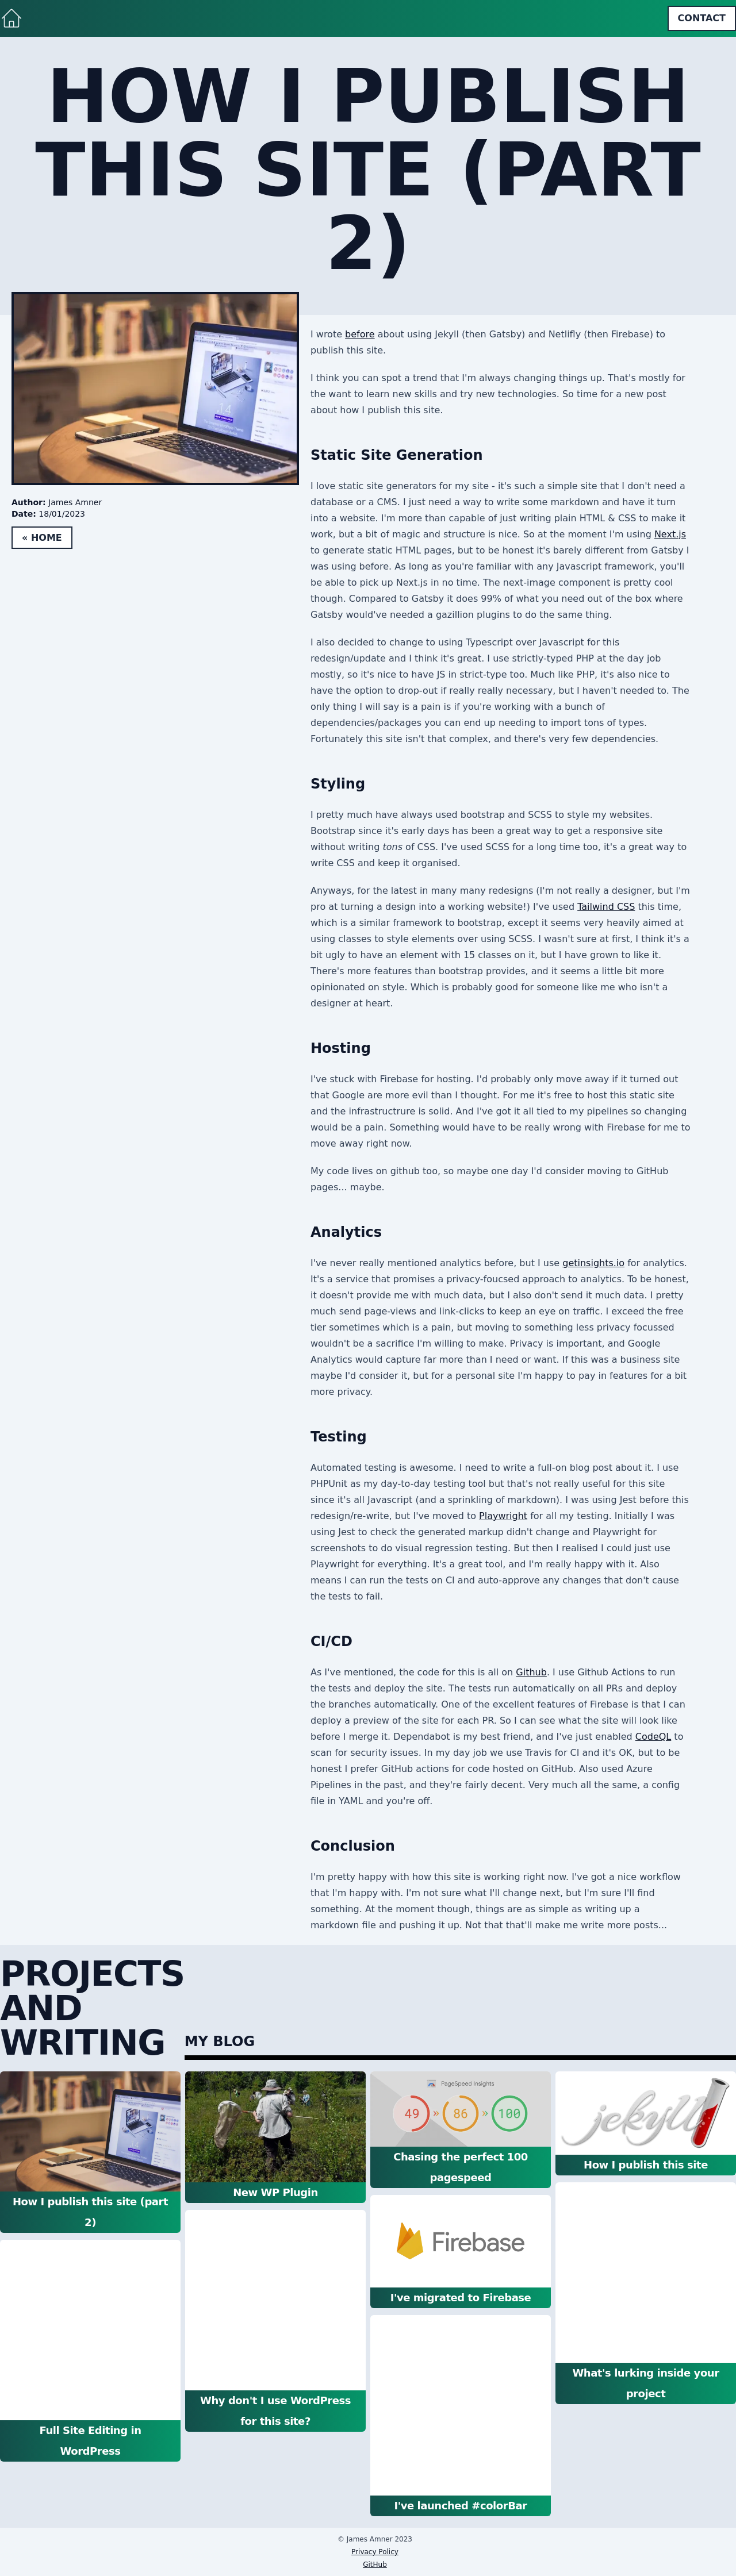 CONTACT
HOW I PUBLISH
THIS SITE (PART
2)
I wrote before about using Jekyll (then Gatsby) and Netlifly (then Firebase) to
publish this site.
I think you can spot a trend that I'm always changing things up. That's mostly for
the want to learn new skills and try new technologies. So time for a new post
about how I publish this site.
Author: James Amner
Date: 18/01/2023
« HOME
Static Site Generation
I love static site generators for my site - it's such a simple site that I don't need a
database or a CMS. I just need a way to write some markdown and have it turn
into a website. I'm more than capable of just writing plain HTML & CSS to make it
work, but a bit of magic and structure is nice. So at the moment I'm using Next.js
to generate static HTML pages, but to be honest it's barely different from Gatsby I
was using before. As long as you're familiar with any Javascript framework, you'll
be able to pick up Next.js in no time. The next-image component is pretty cool
though. Compared to Gatsby it does 99% of what you need out of the box where
Gatsby would've needed a gazillion plugins to do the same thing.
I also decided to change to using Typescript over Javascript for this
redesign/update and I think it's great. I use strictly-typed PHP at the day job
mostly, so it's nice to have JS in strict-type too. Much like PHP, it's also nice to
have the option to drop-out if really really necessary, but I haven't needed to. The
only thing I will say is a pain is if you're working with a bunch of
dependencies/packages you can end up needing to import tons of types.
Fortunately this site isn't that complex, and there's very few dependencies.
Styling
I pretty much have always used bootstrap and SCSS to style my websites.
Bootstrap since it's early days has been a great way to get a responsive site
without writing tons of CSS. I've used SCSS for a long time too, it's a great way to
write CSS and keep it organised.
Anyways, for the latest in many many redesigns (I'm not really a designer, but I'm
pro at turning a design into a working website!) I've used Tailwind CSS this time,
which is a similar framework to bootstrap, except it seems very heavily aimed at
using classes to style elements over using SCSS. I wasn't sure at first, I think it's a
bit ugly to have an element with 15 classes on it, but I have grown to like it.
There's more features than bootstrap provides, and it seems a little bit more
opinionated on style. Which is probably good for someone like me who isn't a
designer at heart.
Hosting
I've stuck with Firebase for hosting. I'd probably only move away if it turned out
that Google are more evil than I thought. For me it's free to host this static site
and the infrastructrure is solid. And I've got it all tied to my pipelines so changing
would be a pain. Something would have to be really wrong with Firebase for me to
move away right now.
My code lives on github too, so maybe one day I'd consider moving to GitHub
pages... maybe.
Analytics
I've never really mentioned analytics before, but I use getinsights.io for analytics.
It's a service that promises a privacy-foucsed approach to analytics. To be honest,
it doesn't provide me with much data, but I also don't send it much data. I pretty
much send page-views and link-clicks to keep an eye on traffic. I exceed the free
tier sometimes which is a pain, but moving to something less privacy focussed
wouldn't be a sacrifice I'm willing to make. Privacy is important, and Google
Analytics would capture far more than I need or want. If this was a business site
maybe I'd consider it, but for a personal site I'm happy to pay in features for a bit
more privacy.
Testing
Automated testing is awesome. I need to write a full-on blog post about it. I use
PHPUnit as my day-to-day testing tool but that's not really useful for this site
since it's all Javascript (and a sprinkling of markdown). I was using Jest before this
redesign/re-write, but I've moved to Playwright for all my testing. Initially I was
using Jest to check the generated markup didn't change and Playwright for
screenshots to do visual regression testing. But then I realised I could just use
Playwright for everything. It's a great tool, and I'm really happy with it. Also
means I can run the tests on CI and auto-approve any changes that don't cause
the tests to fail.
CI/CD
As I've mentioned, the code for this is all on Github. I use Github Actions to run
the tests and deploy the site. The tests run automatically on all PRs and deploy
the branches automatically. One of the excellent features of Firebase is that I can
deploy a preview of the site for each PR. So I can see what the site will look like
before I merge it. Dependabot is my best friend, and I've just enabled CodeQL to
scan for security issues. In my day job we use Travis for CI and it's OK, but to be
honest I prefer GitHub actions for code hosted on GitHub. Also used Azure
Pipelines in the past, and they're fairly decent. Very much all the same, a config
file in YAML and you're off.
Conclusion
I'm pretty happy with how this site is working right now. I've got a nice workflow
that I'm happy with. I'm not sure what I'll change next, but I'm sure I'll find
something. At the moment though, things are as simple as writing up a
markdown file and pushing it up. Not that that'll make me write more posts...
PROJECTS
AND
WRITING
MY BLOG
How I publish this site (part
2)
New WP Plugin
PageSpeed Insights
49 » 86 » 100
Chasing the perfect 100
pagespeed
jekyll
How I publish this site
Firebase
I've migrated to Firebase
What's lurking inside your
project
Why don't I use WordPress
for this site?
Full Site Editing in
WordPress
I've launched #colorBar
© James Amner 2023
Privacy Policy
GitHub